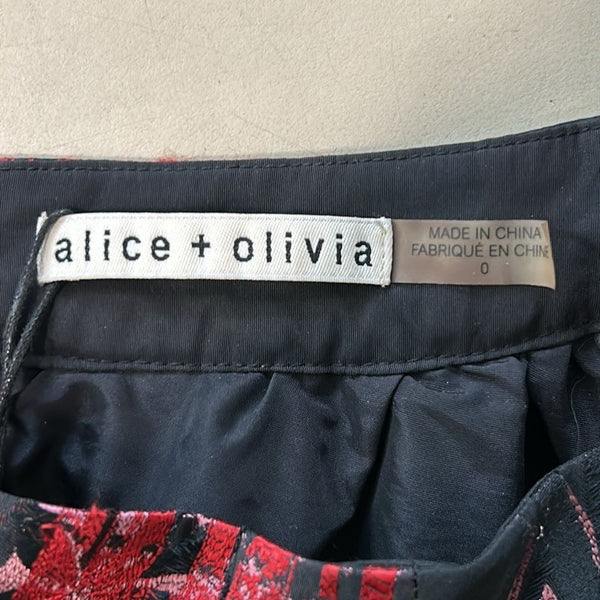 alice + olivia
MADE IN CHINA
FABRIQUÉ EN CHINE
0